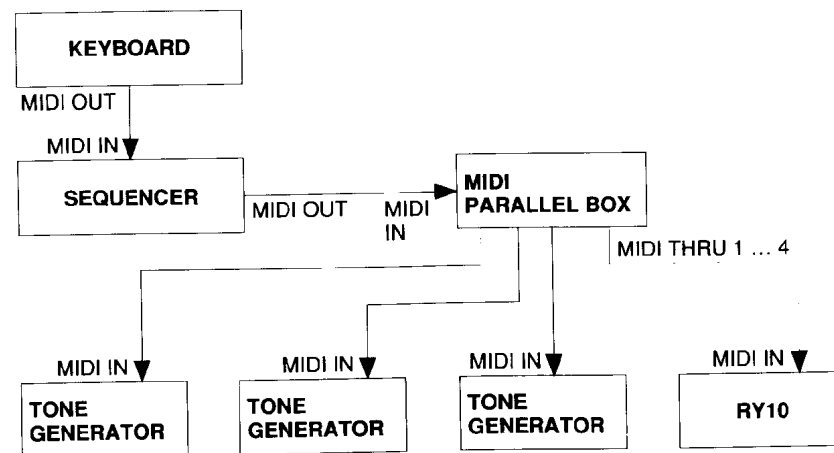 KEYBOARD
MIDI OUT
MIDI IN
SEQUENCER
MIDI OUT
MIDI
IN
MIDI
PARALLEL BOX
MIDI THRU 1 ... 4
MIDI IN
MIDI IN
MIDI IN
MIDI IN
TONE
GENERATOR
TONE
GENERATOR
TONE
GENERATOR
RY10